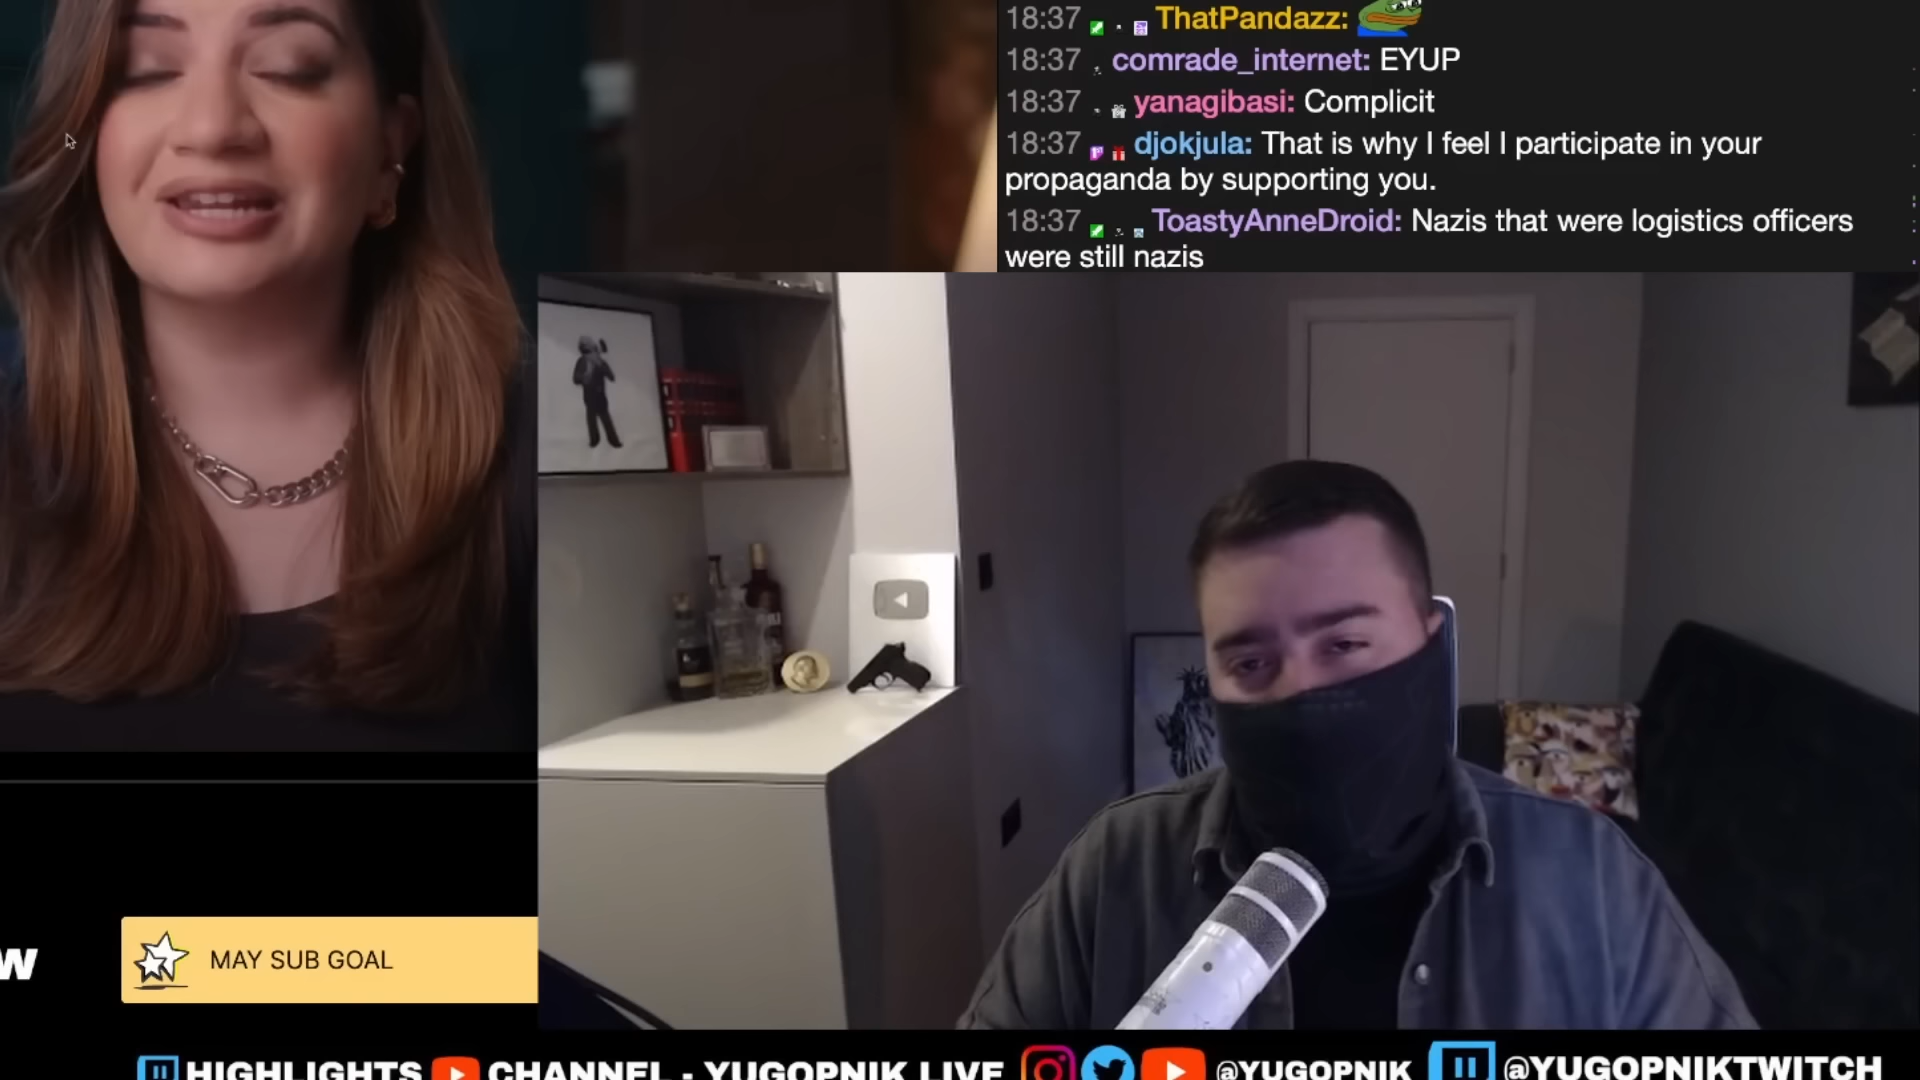 18:37 ThatPandazz:
18:37 comrade_internet: EYUP
18:37 yanagibasi: Complicit
18:37 djokjula: That is why I feel I participate in your
propaganda by supporting you.
18:37 ToastyAnneDroid: Nazis that were logistics officers
were still nazis
W
MAY SUB GOAL
HIGHLIGHTS CHANNEL - YUGOPNIK LIVE @YUGOPNIK @YUGOPNIKTWITCH